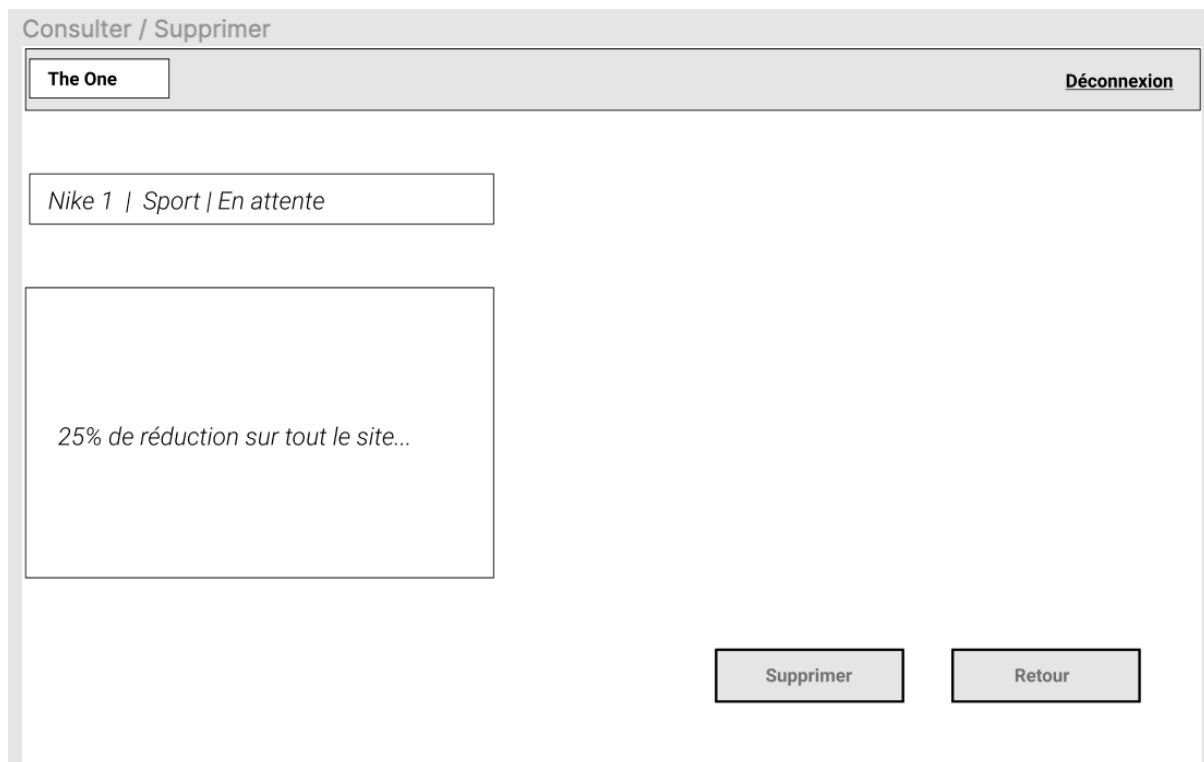 Consulter / Supprimer
The One
Déconnexion
Nike 1 | Sport | En attente
25% de réduction sur tout le site...
Supprimer
Retour